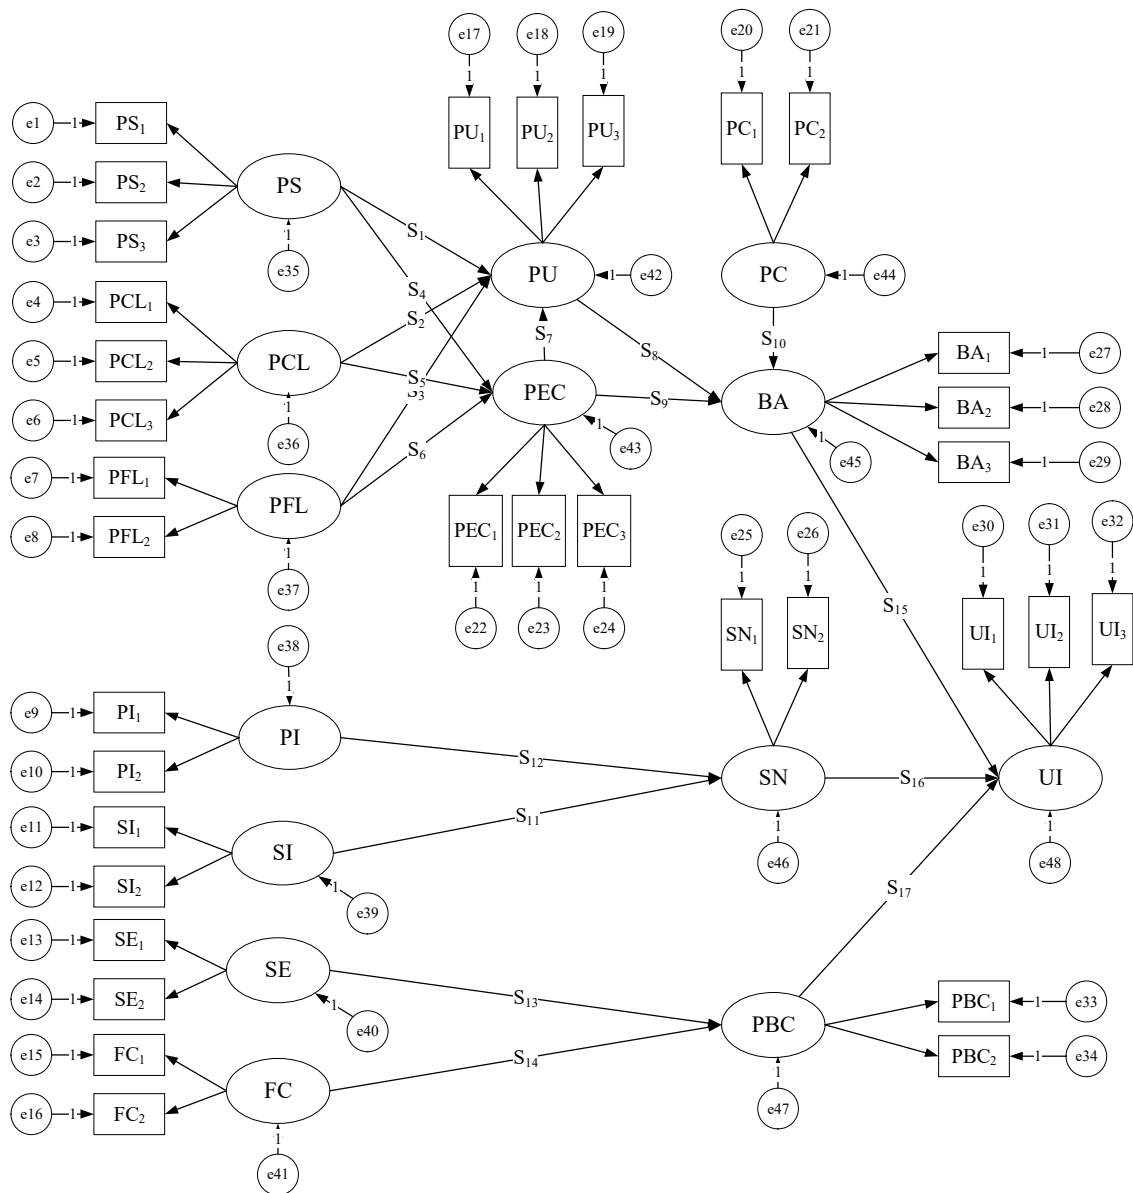 e17 e18 e19 e20 e21
1 1 1 1 1
PU₁ PU₂ PU₃ PC₁ PC₂
e1 1 PS₁
e2 1 PS₂
e3 1 PS₃
PS
1
e35
S₁
S₄
S₂
PU
1 e42
PC
1 e44
e4 1 PCL₁
e5 1 PCL₂
e6 1 PCL₃
PCL
1
e36
S₅
S₃
S₆
S₇
S₈
S₉
S₁₀
PEC
1
e43
BA
1
e45
BA₁ 1 e27
BA₂ 1 e28
BA₃ 1 e29
e7 1 PFL₁
e8 1 PFL₂
PFL
1
e37
PEC₁ PEC₂ PEC₃
1 1 1
e22 e23 e24
e25 e26
1 1
SN₁ SN₂
e30 e31 e32
1 1 1
UI₁ UI₂ UI₃
S₁₅
e38
1
e9 1 PI₁
e10 1 PI₂
PI
S₁₂
SN
1
e46
S₁₆
UI
1
e48
e11 1 SI₁
e12 1 SI₂
SI
1
e39
S₁₁
S₁₇
e13 1 SE₁
e14 1 SE₂
SE
1
e40
S₁₃
PBC
1
e47
PBC₁ 1 e33
PBC₂ 1 e34
e15 1 FC₁
e16 1 FC₂
FC
1
e41
S₁₄